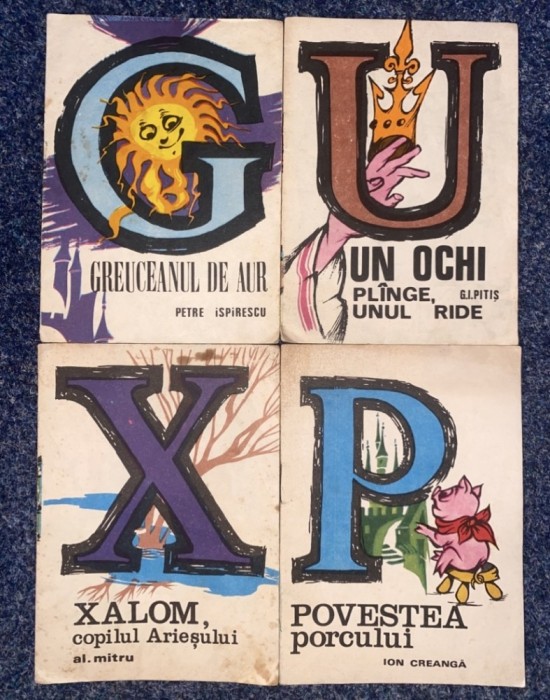 G
GREUCEANUL DE AUR
PETRE iSPiRESCU
U
UN OCHI
PLÎNGE, G.I.PITIȘ
UNUL RIDE
X
XALOM,
copilul Arieșului
al. mitru
P
POVESTEA
porcului
ION CREANGĂ